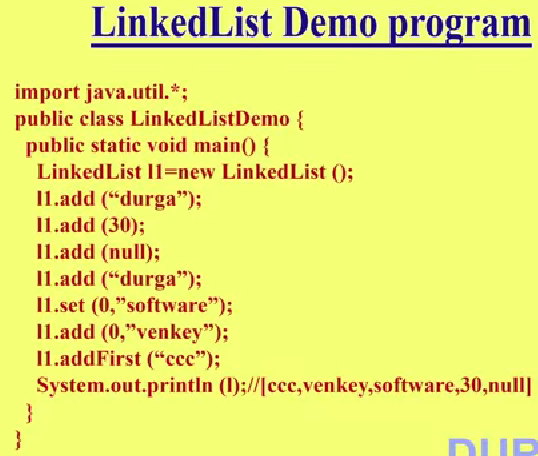 LinkedList Demo program
import java.util.*;
public class LinkedListDemo {
public static void main() {
LinkedList l1=new LinkedList ();
l1.add (“durga”);
l1.add (30);
l1.add (null);
l1.add (“durga”);
l1.set (0,”software”);
l1.add (0,”venkey”);
l1.addFirst (“ccc”);
System.out.println (l);//[ccc,venkey,software,30,null]
}
}
DUR